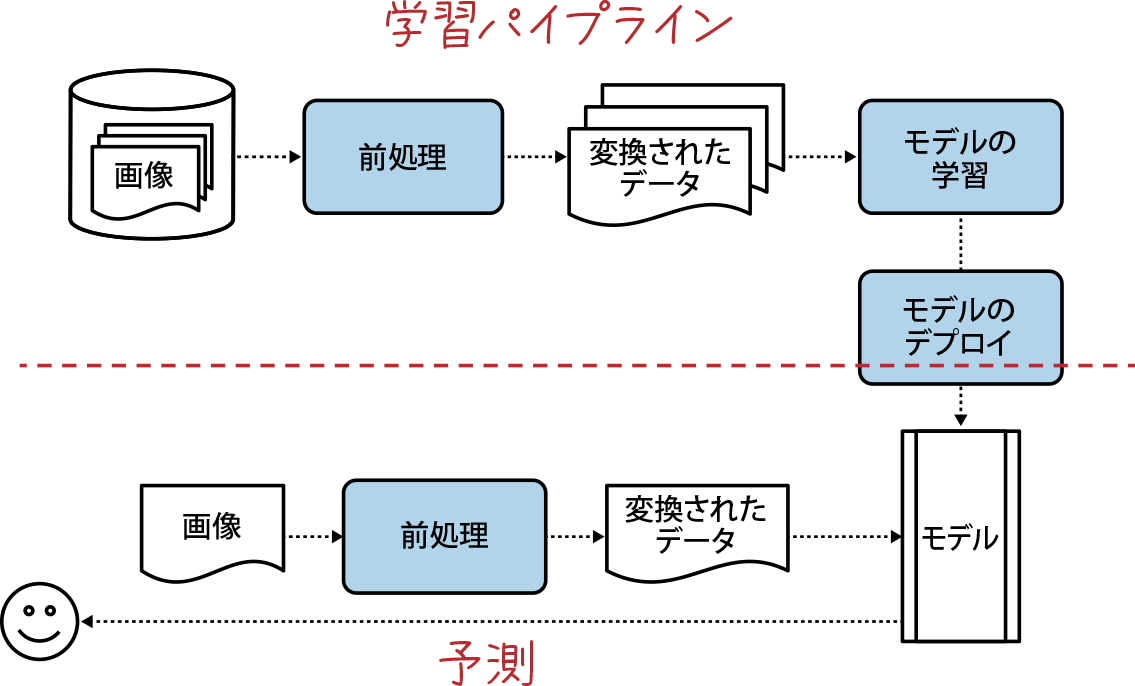 学習パイプライン
画像
前処理
変換された
データ
モデルの
学習
モデルの
デプロイ
画像
前処理
変換された
データ
モデル
予測